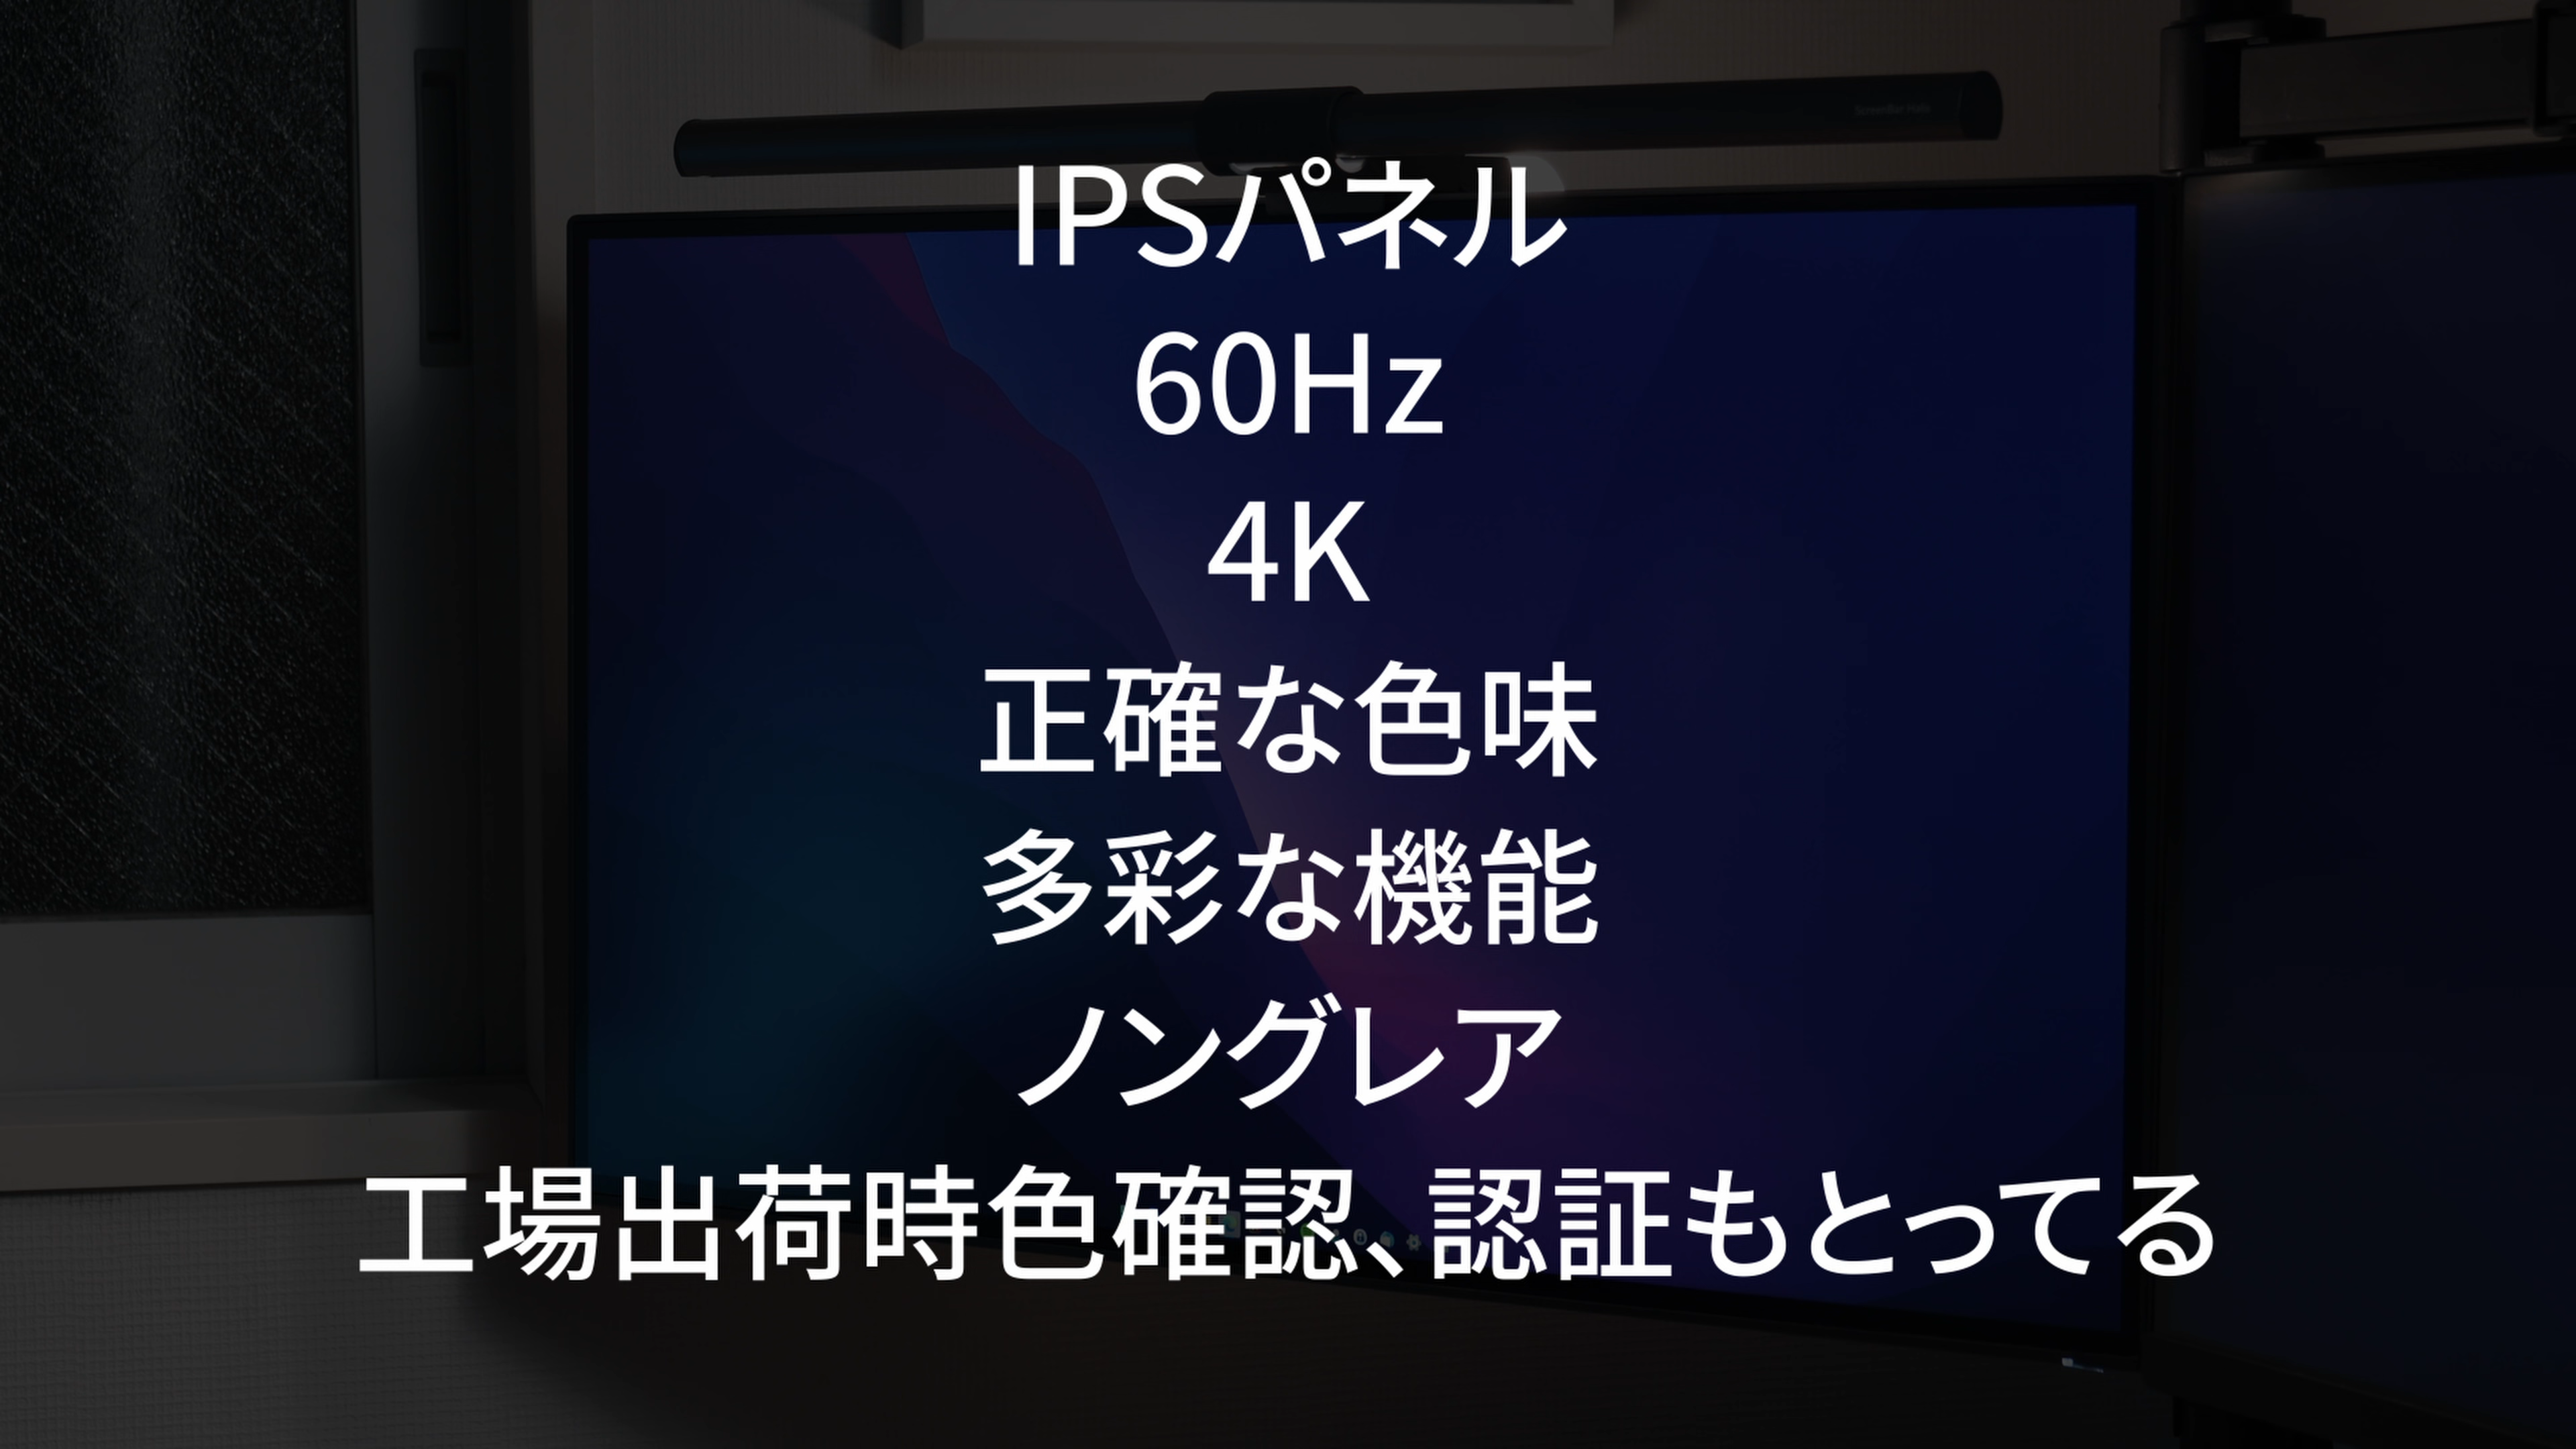 ScreenBar Halo
IPSパネル
60Hz
4K
正確な色味
多彩な機能
ノングレア
工場出荷時色確認、認証もとってる